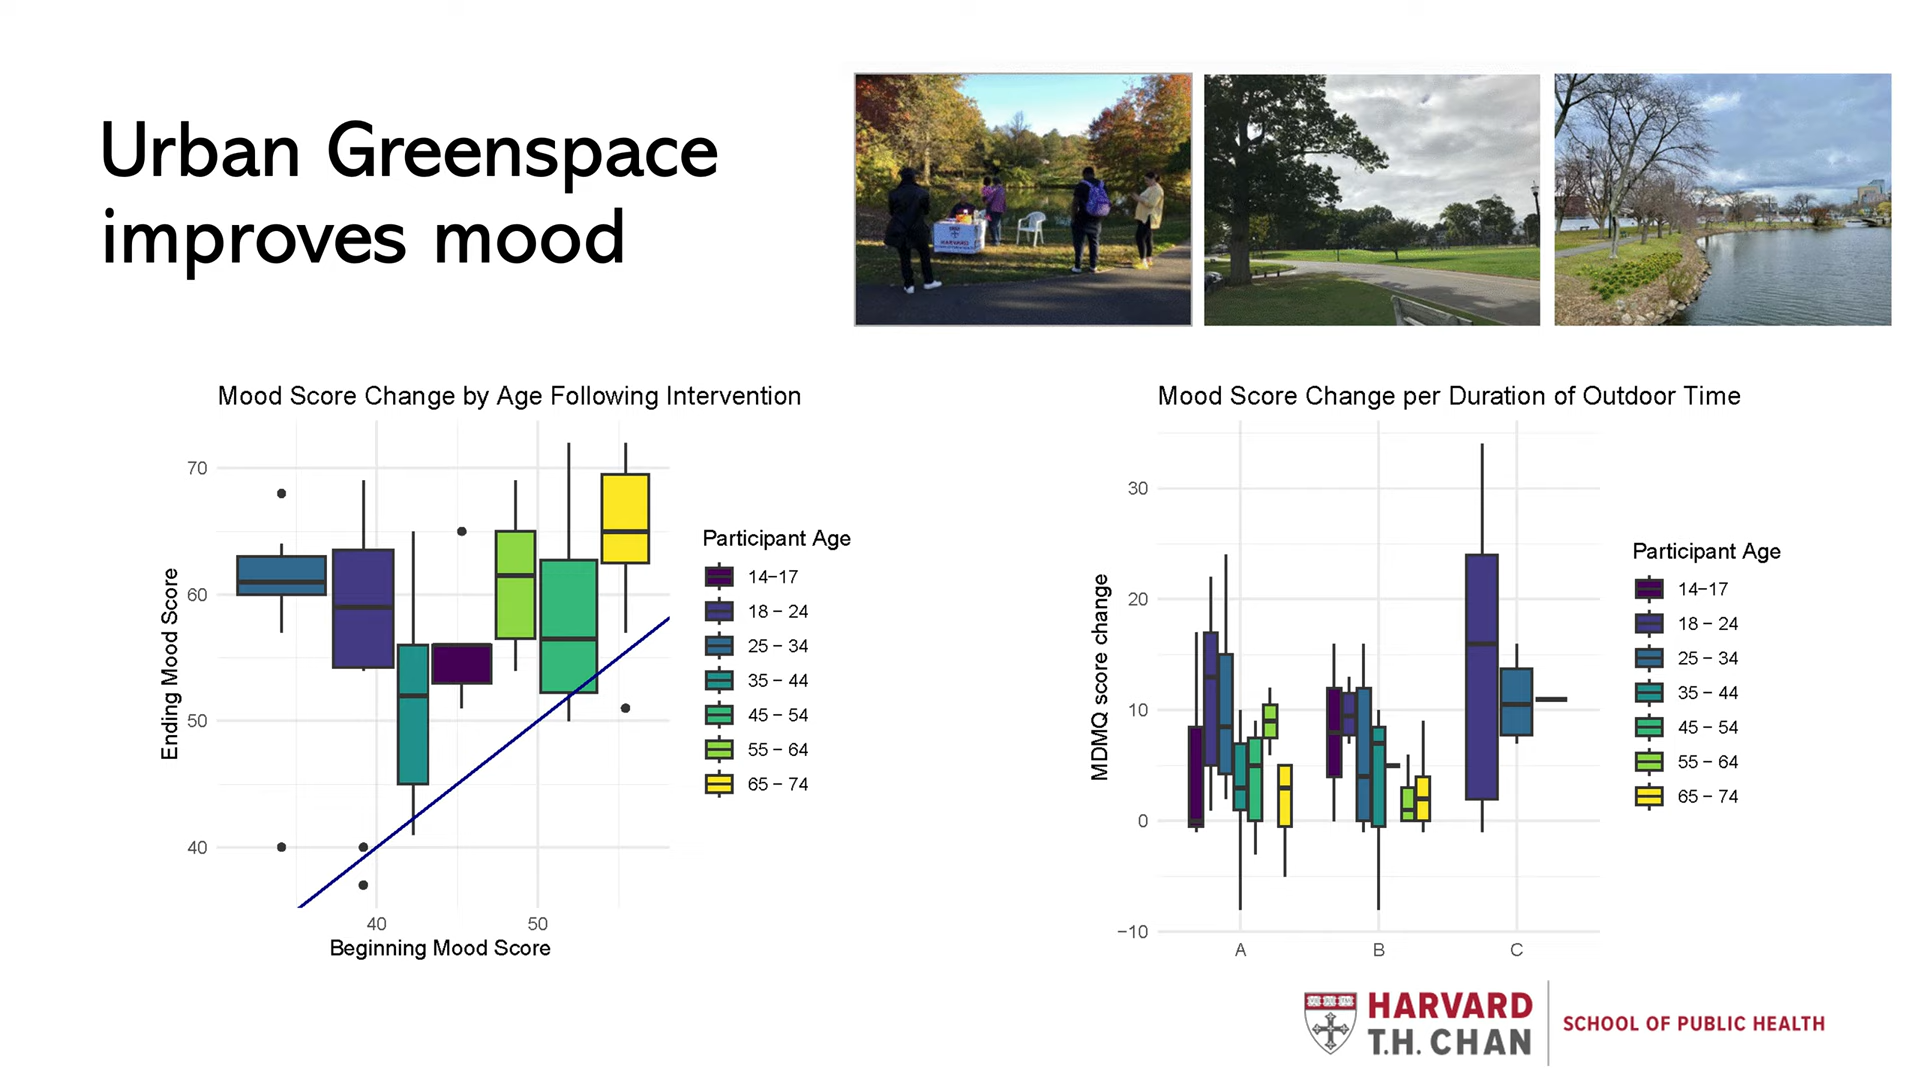 Urban Greenspace
improves mood
HARVARD
Mood Score Change by Age Following Intervention
Ending Mood Score
70
60
50
40
40
50
Beginning Mood Score
Participant Age
14–17
18 – 24
25 – 34
35 – 44
45 – 54
55 – 64
65 – 74
Mood Score Change per Duration of Outdoor Time
MDMQ score change
30
20
10
0
−10
A
B
C
Participant Age
14–17
18 – 24
25 – 34
35 – 44
45 – 54
55 – 64
65 – 74
HARVARD
T.H. CHAN
SCHOOL OF PUBLIC HEALTH